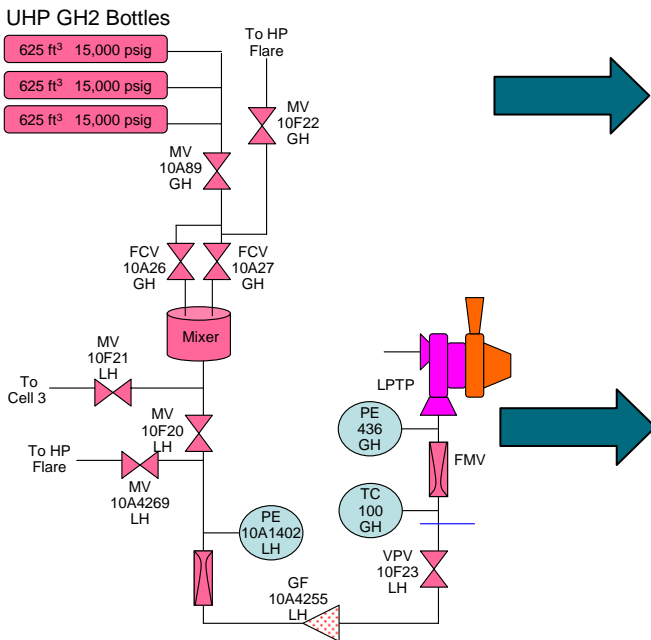 UHP GH2 Bottles
625 ft³ 15,000 psig
625 ft³ 15,000 psig
625 ft³ 15,000 psig
To HP
Flare
MV
10F22
GH
MV
10A89
GH
FCV
10A26
GH
FCV
10A27
GH
Mixer
MV
10F21
LH
To
Cell 3
MV
10F20
LH
To HP
Flare
MV
10A4269
LH
PE
10A1402
LH
GF
10A4255
LH
LPTP
PE
436
GH
FMV
TC
100
GH
VPV
10F23
LH